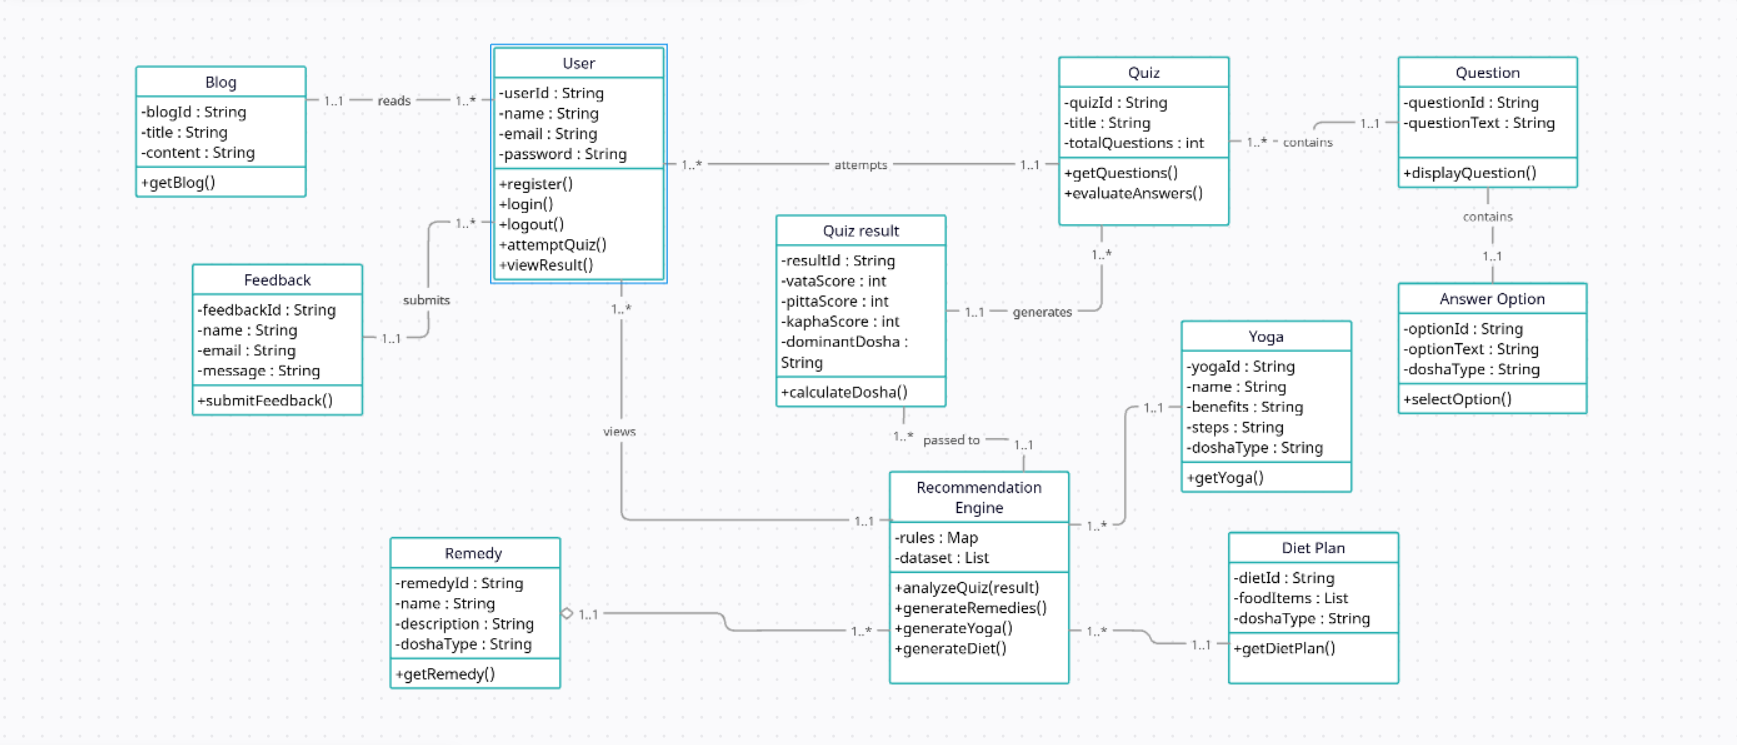 Blog
-blogId : String
-title : String
-content : String
+getBlog()
1..1
reads
1..*
User
-userId : String
-name : String
-email : String
-password : String
+register()
+login()
+logout()
+attemptQuiz()
+viewResult()
1..*
attempts
1..1
Quiz
-quizId : String
-title : String
-totalQuestions : int
+getQuestions()
+evaluateAnswers()
1..*
contains
1..1
Question
-questionId : String
-questionText : String
+displayQuestion()
contains
1..1
Answer Option
-optionId : String
-optionText : String
-doshaType : String
+selectOption()
1..*
submits
1..1
Feedback
-feedbackId : String
-name : String
-email : String
-message : String
+submitFeedback()
Quiz result
-resultId : String
-vataScore : int
-pittaScore : int
-kaphaScore : int
-dominantDosha :
String
+calculateDosha()
1..1
generates
1..*
1..*
passed to
1..1
1..*
views
1..1
Recommendation
Engine
-rules : Map
-dataset : List
+analyzeQuiz(result)
+generateRemedies()
+generateYoga()
+generateDiet()
1..1
1..*
Yoga
-yogaId : String
-name : String
-benefits : String
-steps : String
-doshaType : String
+getYoga()
Remedy
-remedyId : String
-name : String
-description : String
-doshaType : String
+getRemedy()
1..1
1..*
1..*
1..1
Diet Plan
-dietId : String
-foodItems : List
-doshaType : String
+getDietPlan()